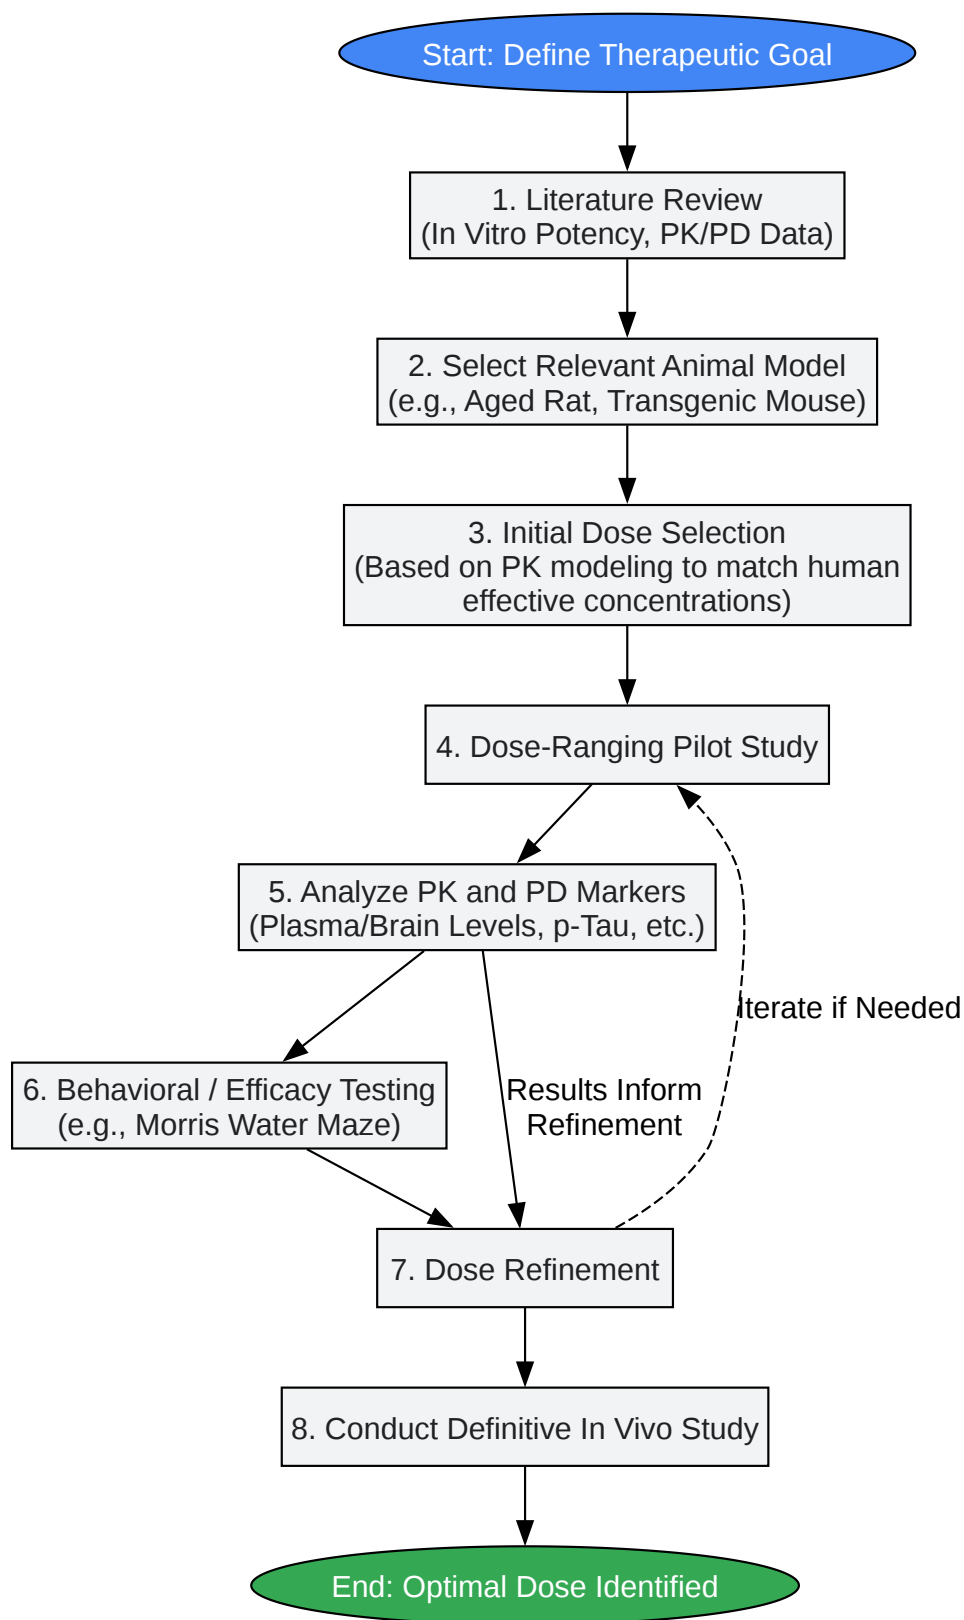 Start: Define Therapeutic Goal
1. Literature Review
(In Vitro Potency, PK/PD Data)
2. Select Relevant Animal Model
(e.g., Aged Rat, Transgenic Mouse)
3. Initial Dose Selection
(Based on PK modeling to match human
effective concentrations)
4. Dose-Ranging Pilot Study
5. Analyze PK and PD Markers
(Plasma/Brain Levels, p-Tau, etc.)
Iterate if Needed
6. Behavioral / Efficacy Testing
(e.g., Morris Water Maze)
Results Inform
Refinement
7. Dose Refinement
8. Conduct Definitive In Vivo Study
End: Optimal Dose Identified